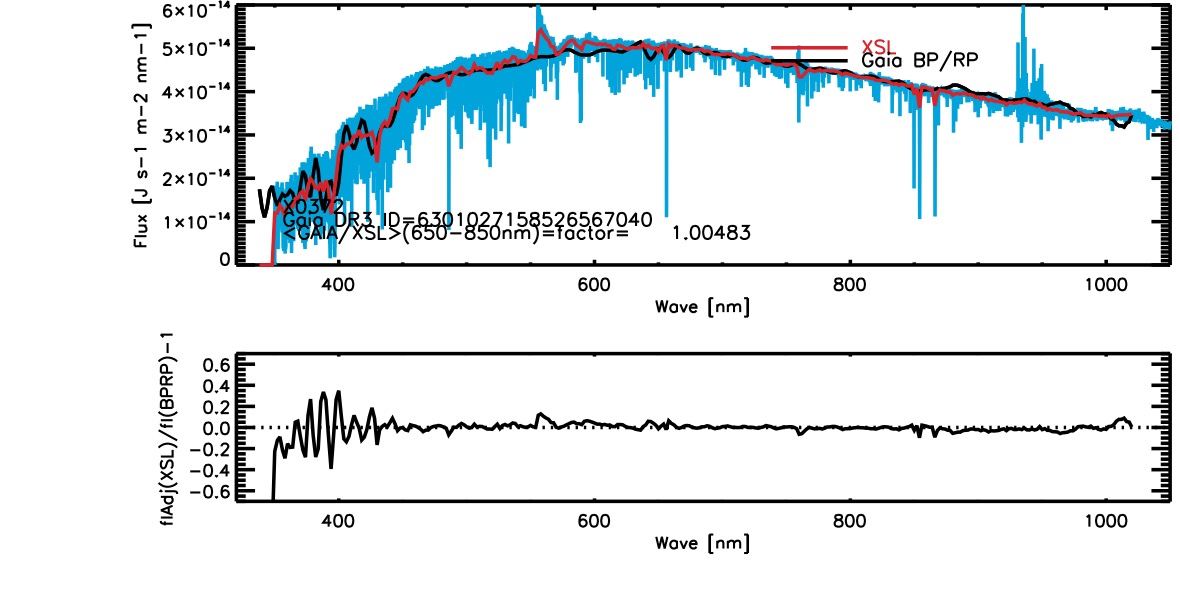 6×10−14
5×10−14
4×10−14
3×10−14
2×10−14
1×10−14
0
Flux [J s−1 m−2 nm−1]
XSL
Gaia BP/RP
X0372
Gaia DR3 ID=6301027158526567040
<GAIA/XSL>(650−850nm)=factor= 1.00483
400 600 800 1000
Wave [nm]
0.6
0.4
0.2
0.0
−0.2
−0.4
−0.6
flAdj(XSL)/fl(BPRP)−1
400 600 800 1000
Wave [nm]